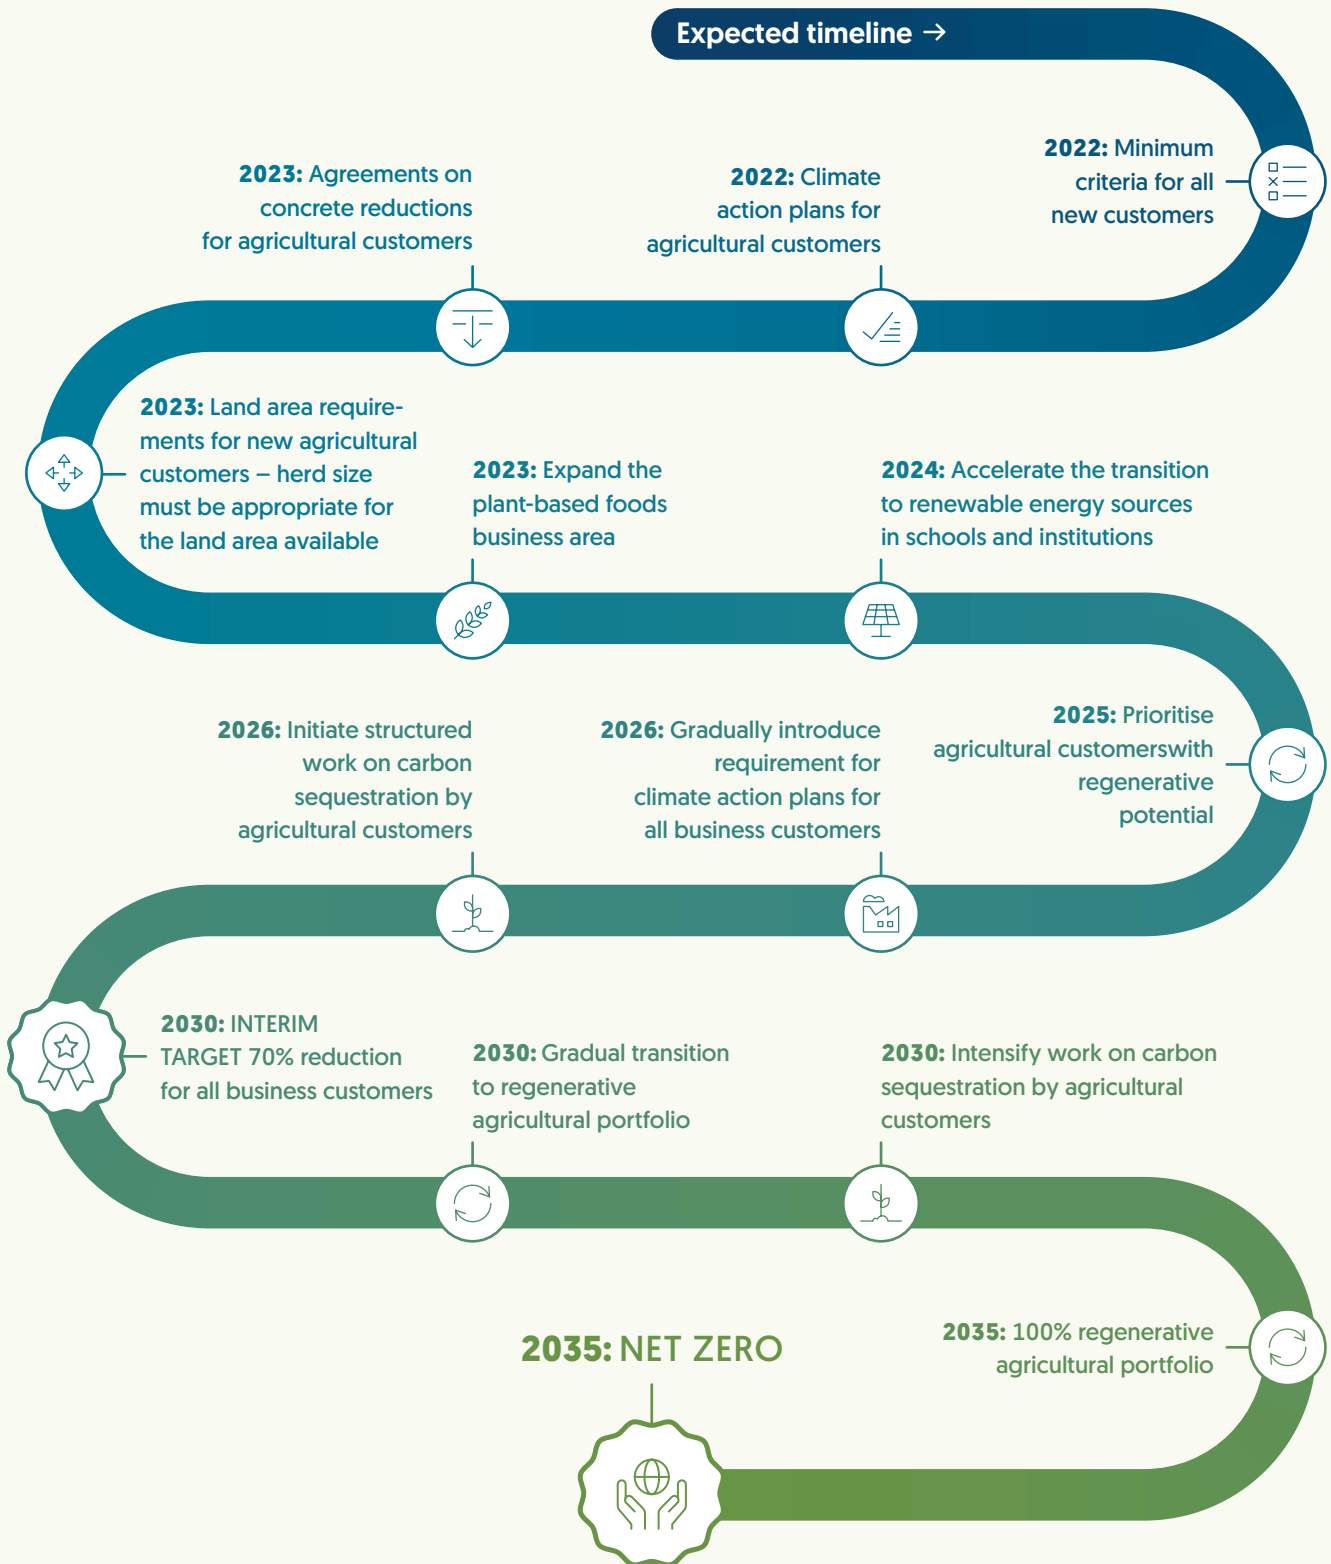 Expected timeline →
2022: Minimum
criteria for all
new customers
2022: Climate
action plans for
agricultural customers
2023: Agreements on
concrete reductions
for agricultural customers
2023: Land area require-
ments for new agricultural
customers – herd size
must be appropriate for
the land area available
2023: Expand the
plant-based foods
business area
2024: Accelerate the transition
to renewable energy sources
in schools and institutions
2025: Prioritise
agricultural customerswith
regenerative
potential
2026: Gradually introduce
requirement for
climate action plans for
all business customers
2026: Initiate structured
work on carbon
sequestration by
agricultural customers
2030: INTERIM
TARGET 70% reduction
for all business customers
2030: Gradual transition
to regenerative
agricultural portfolio
2030: Intensify work on carbon
sequestration by agricultural
customers
2035: 100% regenerative
agricultural portfolio
2035: NET ZERO